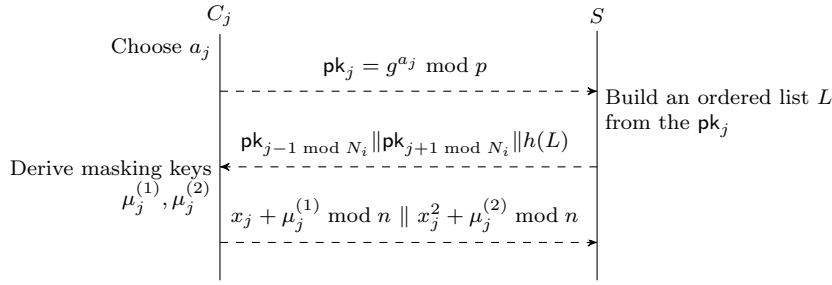 C_j S
Choose a_j
pk_j = g^{a_j} mod p
Build an ordered list L
from the pk_j
pk_{j−1 mod N_i}‖pk_{j+1 mod N_i}‖h(L)
Derive masking keys
μ_j^{(1)}, μ_j^{(2)}
x_j + μ_j^{(1)} mod n ‖ x_j^2 + μ_j^{(2)} mod n